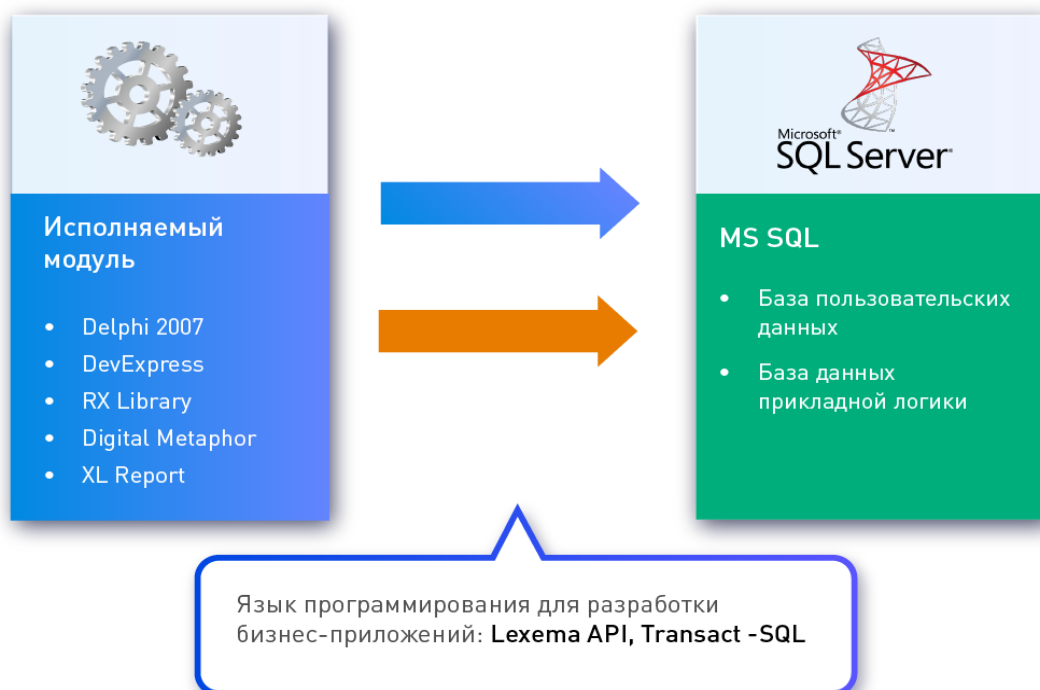 Исполняемый
модуль
• Delphi 2007
• DevExpress
• RX Library
• Digital Metaphor
• XL Report
Microsoft®
SQL Server®
MS SQL
• База пользовательских
данных
• База данных
прикладной логики
Язык программирования для разработки
бизнес-приложений: Lexema API, Transact -SQL